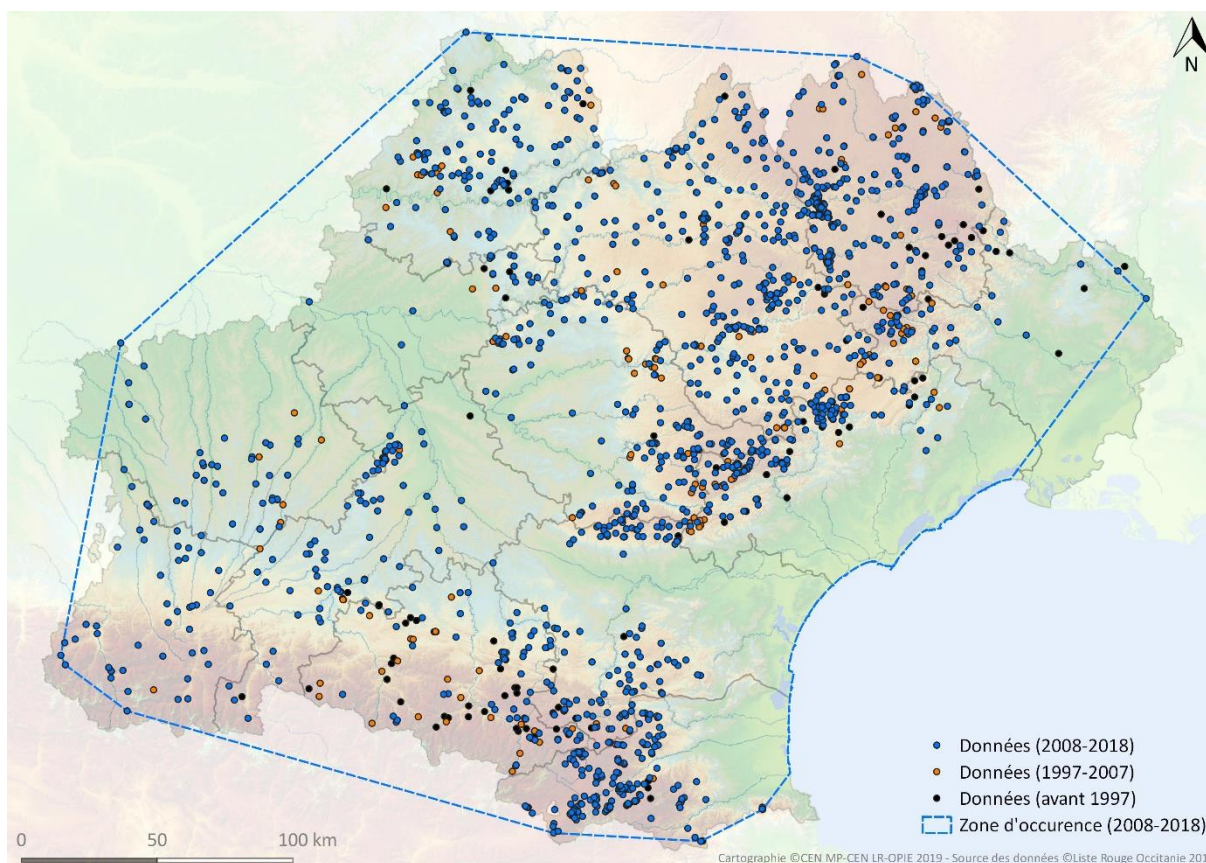 N
Données (2008-2018)
Données (1997-2007)
Données (avant 1997)
Zone d'occurence (2008-2018)
0 50 100 km
Cartographie ©CEN MP-CEN LR-OPIE 2019 - Source des données ©Liste Rouge Occitanie 201